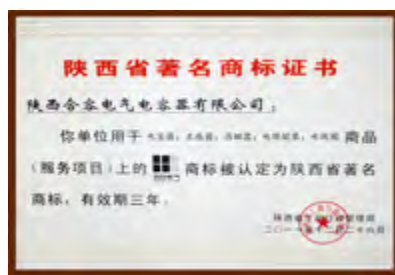 陕西省著名商标证书
陕西合容电气电容器有限公司：
你单位用于 商品
（服务项目）上的 商标被认定为陕西省著名
商标，有效期三年。